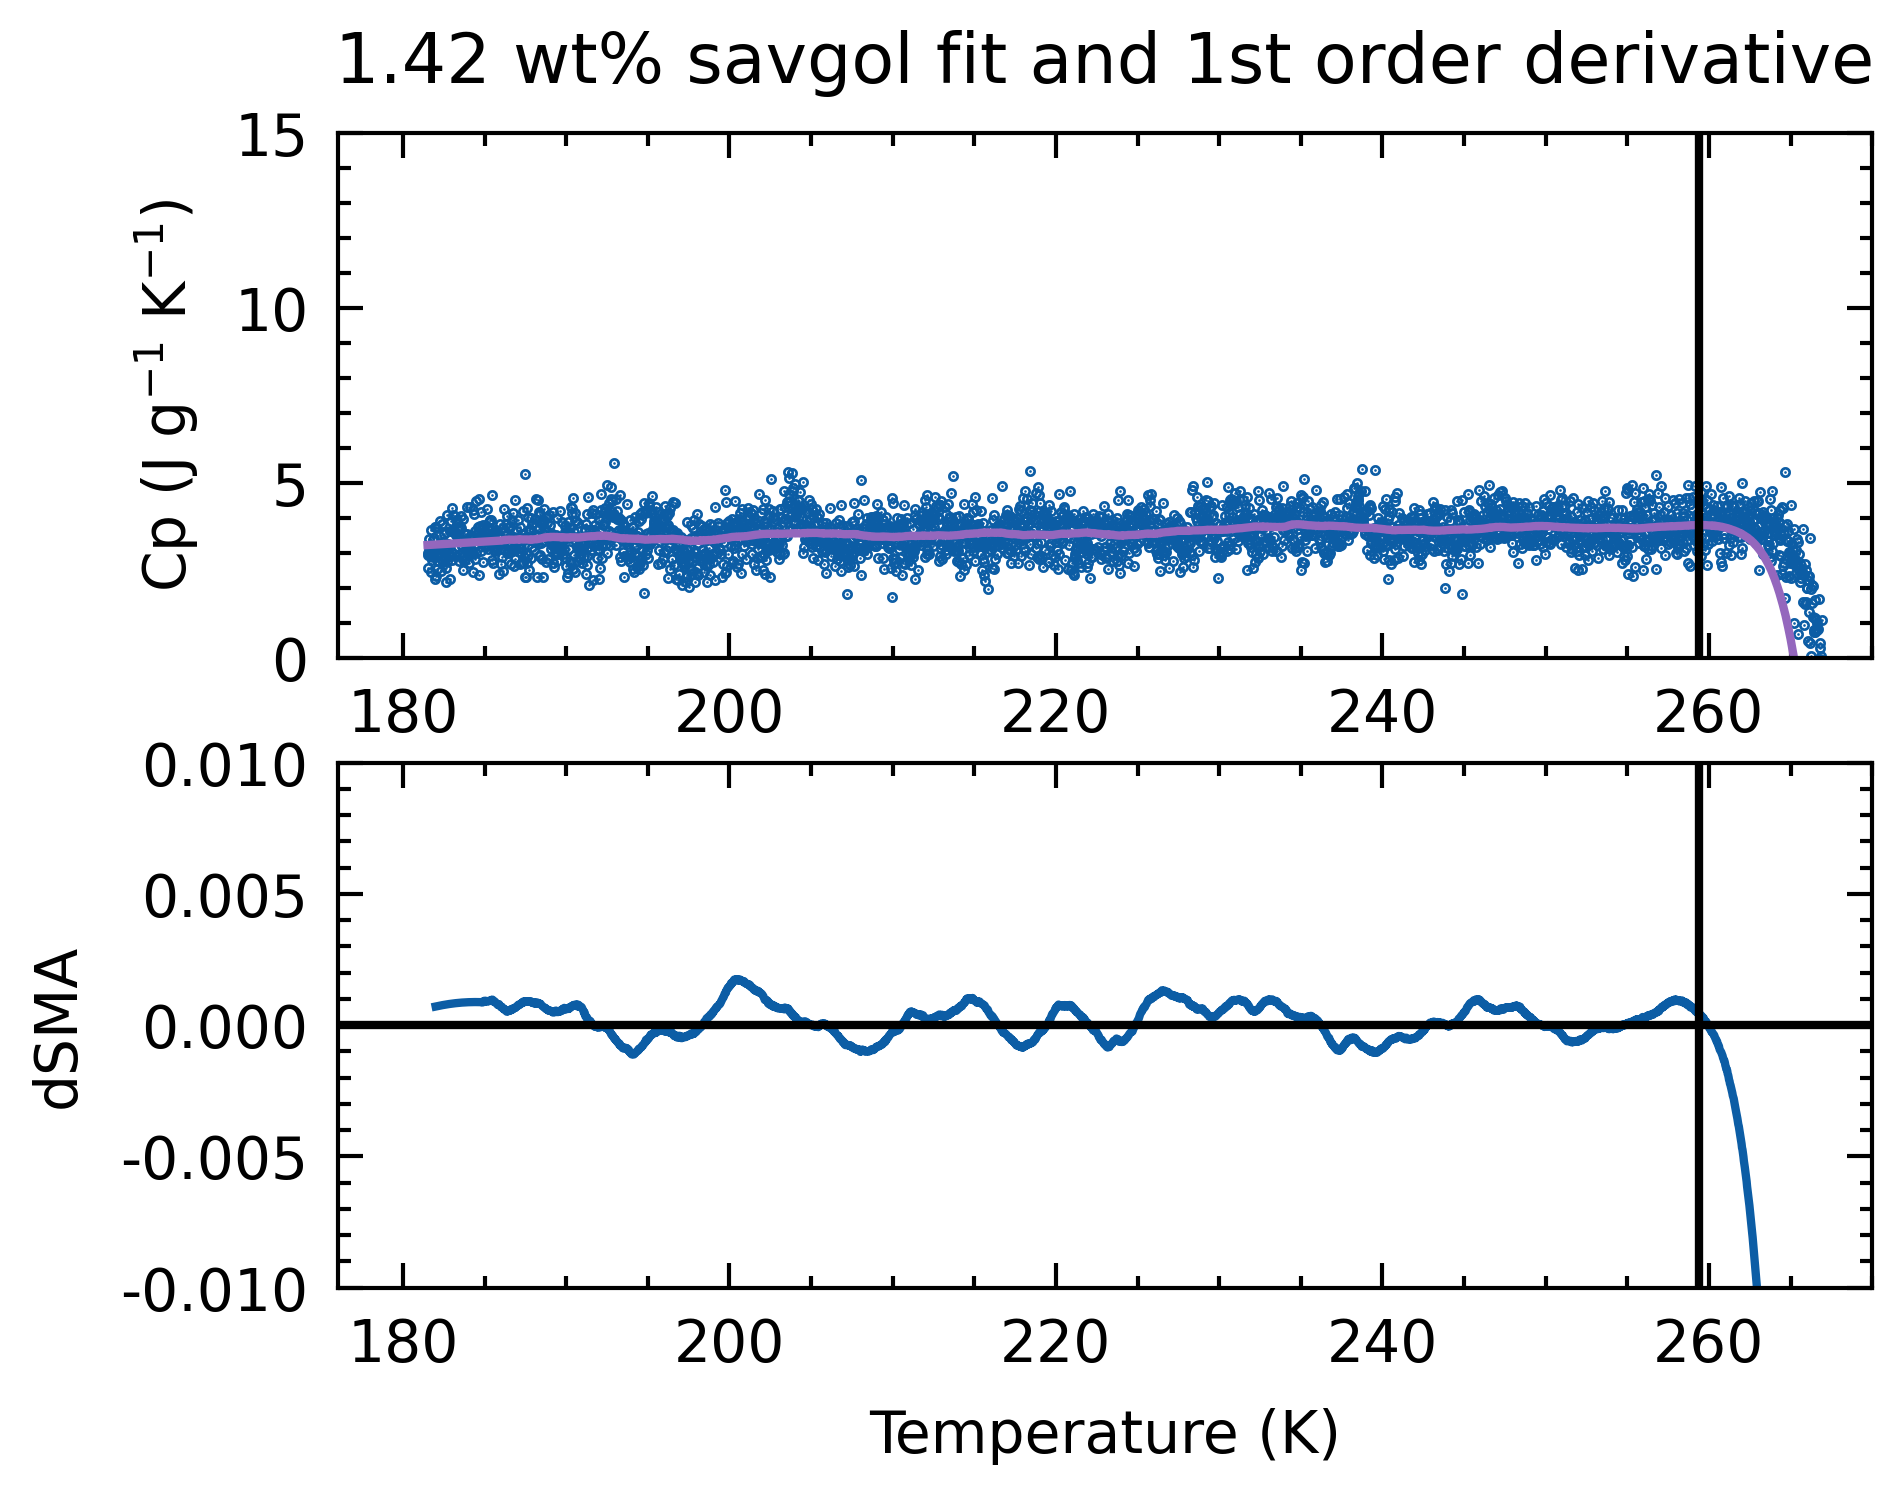 1.42 wt% savgol fit and 1st order derivative
15
10
5
0
Cp (J g⁻¹ K⁻¹)
180 200 220 240 260
0.010
0.005
0.000
-0.005
-0.010
dSMA
180 200 220 240 260
Temperature (K)